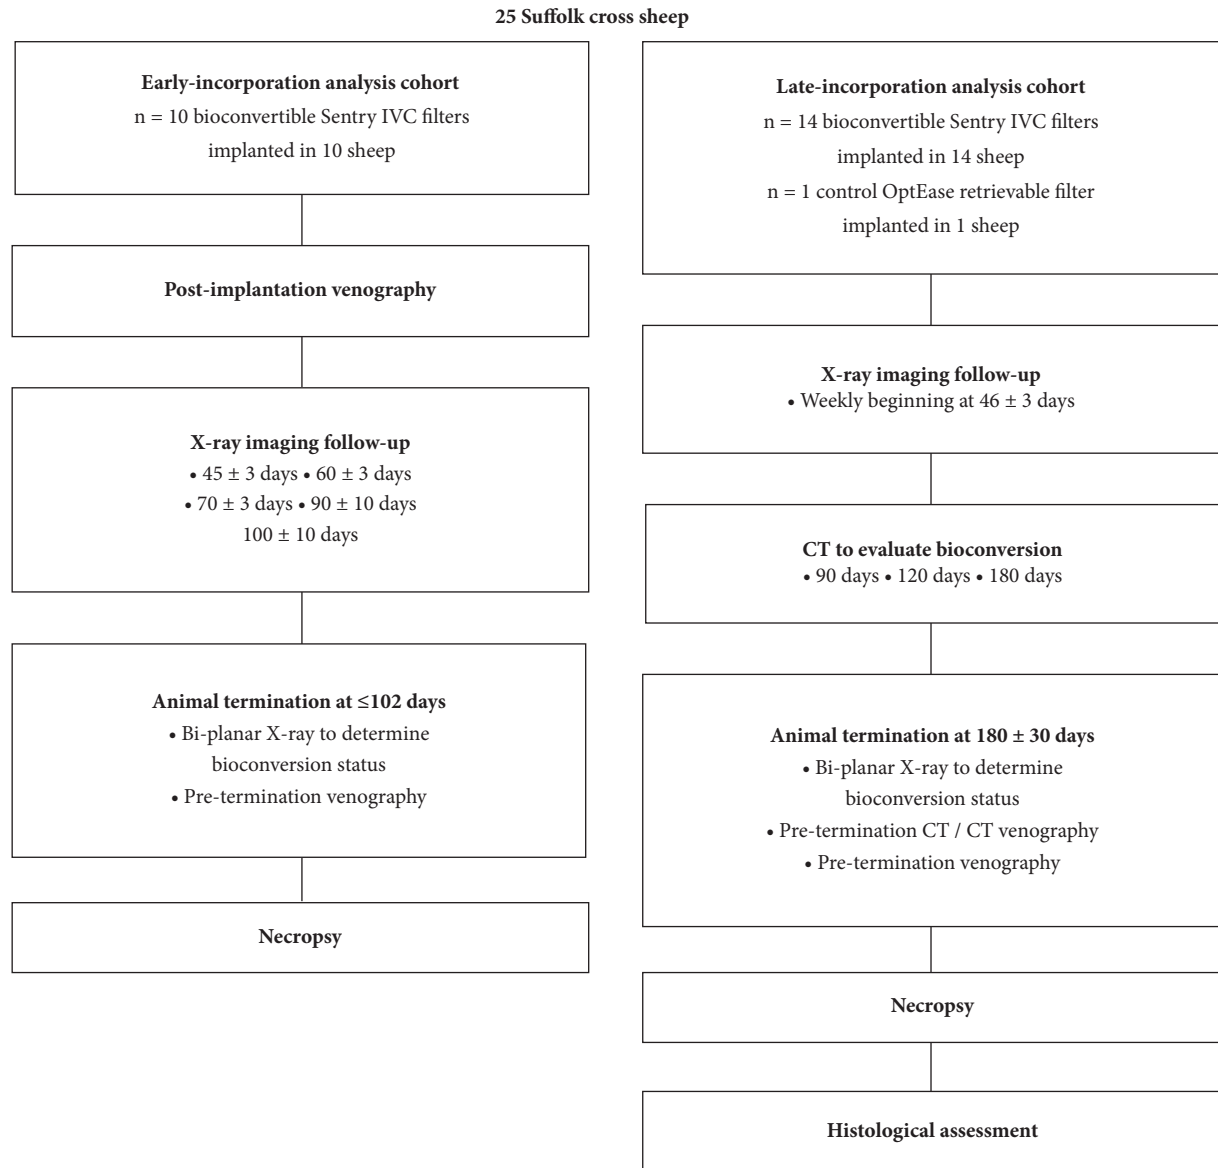 25 Suffolk cross sheep
Early-incorporation analysis cohort
n = 10 bioconvertible Sentry IVC filters
implanted in 10 sheep
Post-implantation venography
X-ray imaging follow-up
• 45 ± 3 days • 60 ± 3 days
• 70 ± 3 days • 90 ± 10 days
100 ± 10 days
Animal termination at ≤102 days
• Bi-planar X-ray to determine
bioconversion status
• Pre-termination venography
Necropsy
Late-incorporation analysis cohort
n = 14 bioconvertible Sentry IVC filters
implanted in 14 sheep
n = 1 control OptEase retrievable filter
implanted in 1 sheep
X-ray imaging follow-up
• Weekly beginning at 46 ± 3 days
CT to evaluate bioconversion
• 90 days • 120 days • 180 days
Animal termination at 180 ± 30 days
• Bi-planar X-ray to determine
bioconversion status
• Pre-termination CT / CT venography
• Pre-termination venography
Necropsy
Histological assessment